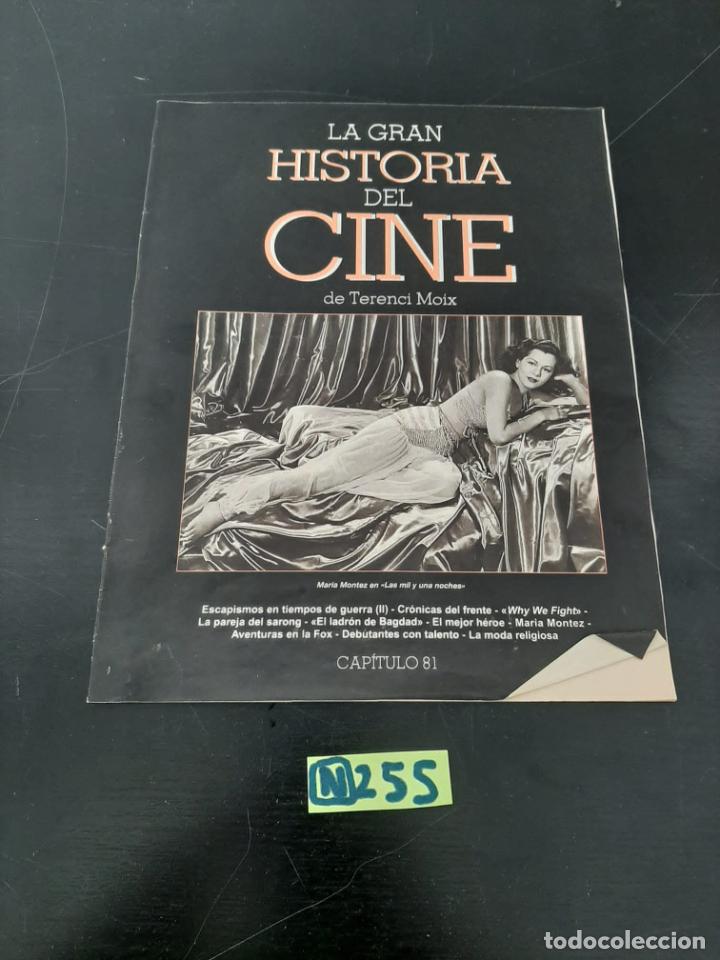 LA GRAN
HISTORIA
DEL
CINE
de Terenci Moix
Maria Montez en «Las mil y una noches»
Escapismos en tiempos de guerra (II) - Crónicas del frente - «Why We Fight» -
La pareja del sarong - «El ladrón de Bagdad» - El mejor héroe - Maria Montez -
Aventuras en la Fox - Debutantes con talento - La moda religiosa
CAPÍTULO 81
N 255
todocoleccion